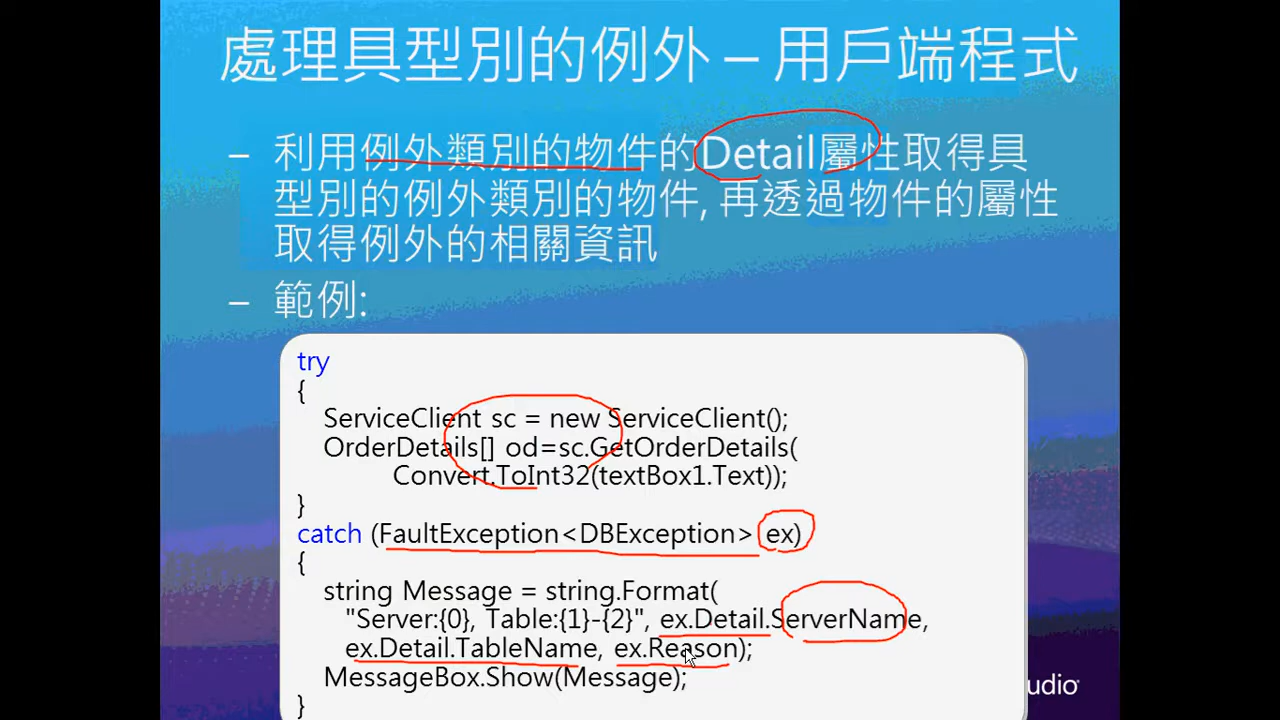 處理具型別的例外 – 用戶端程式
– 利用例外類別的物件的Detail屬性取得具
型別的例外類別的物件, 再透過物件的屬性
取得例外的相關資訊
– 範例:
try
{
ServiceClient sc = new ServiceClient();
OrderDetails[] od=sc.GetOrderDetails(
Convert.ToInt32(textBox1.Text));
}
catch (FaultException<DBException> ex)
{
string Message = string.Format(
"Server:{0}, Table:{1}-{2}", ex.Detail.ServerName,
ex.Detail.TableName, ex.Reason);
MessageBox.Show(Message);
}
udio